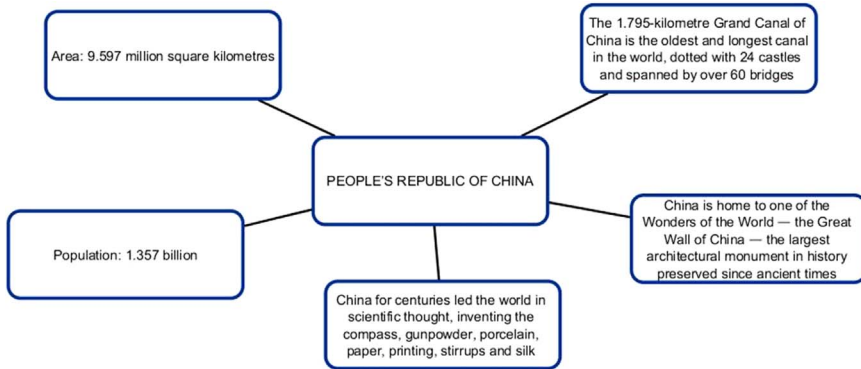 Area: 9.597 million square kilometres
The 1.795-kilometre Grand Canal of
China is the oldest and longest canal
in the world, dotted with 24 castles
and spanned by over 60 bridges
PEOPLE'S REPUBLIC OF CHINA
Population: 1.357 billion
China is home to one of the
Wonders of the World — the Great
Wall of China — the largest
architectural monument in history
preserved since ancient times
China for centuries led the world in
scientific thought, inventing the
compass, gunpowder, porcelain,
paper, printing, stirrups and silk